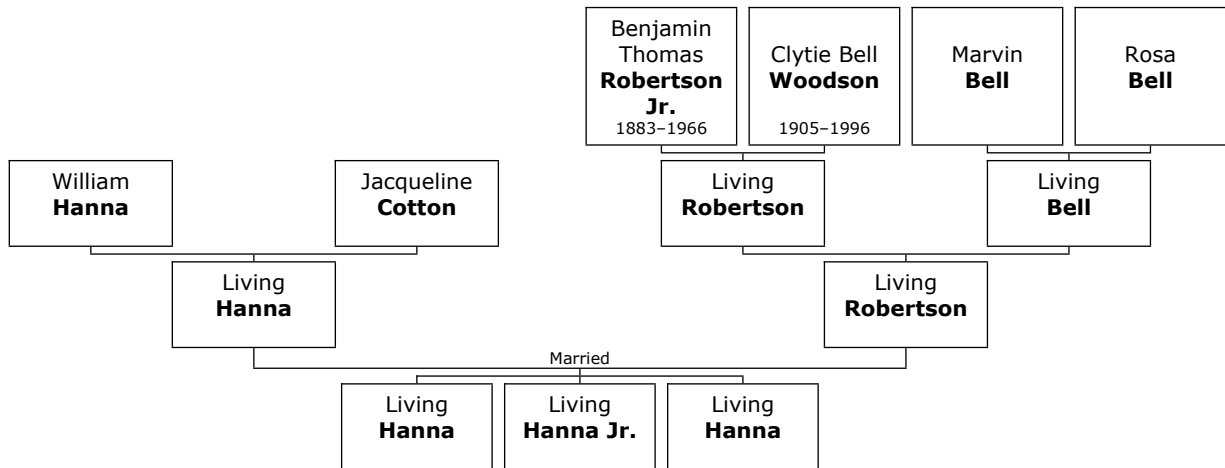 Benjamin
Thomas
Robertson
Jr.
1883–1966
Clytie Bell
Woodson
1905–1996
Marvin
Bell
Rosa
Bell
William
Hanna
Jacqueline
Cotton
Living
Robertson
Living
Bell
Living
Hanna
Living
Robertson
Married
Living
Hanna
Living
Hanna Jr.
Living
Hanna